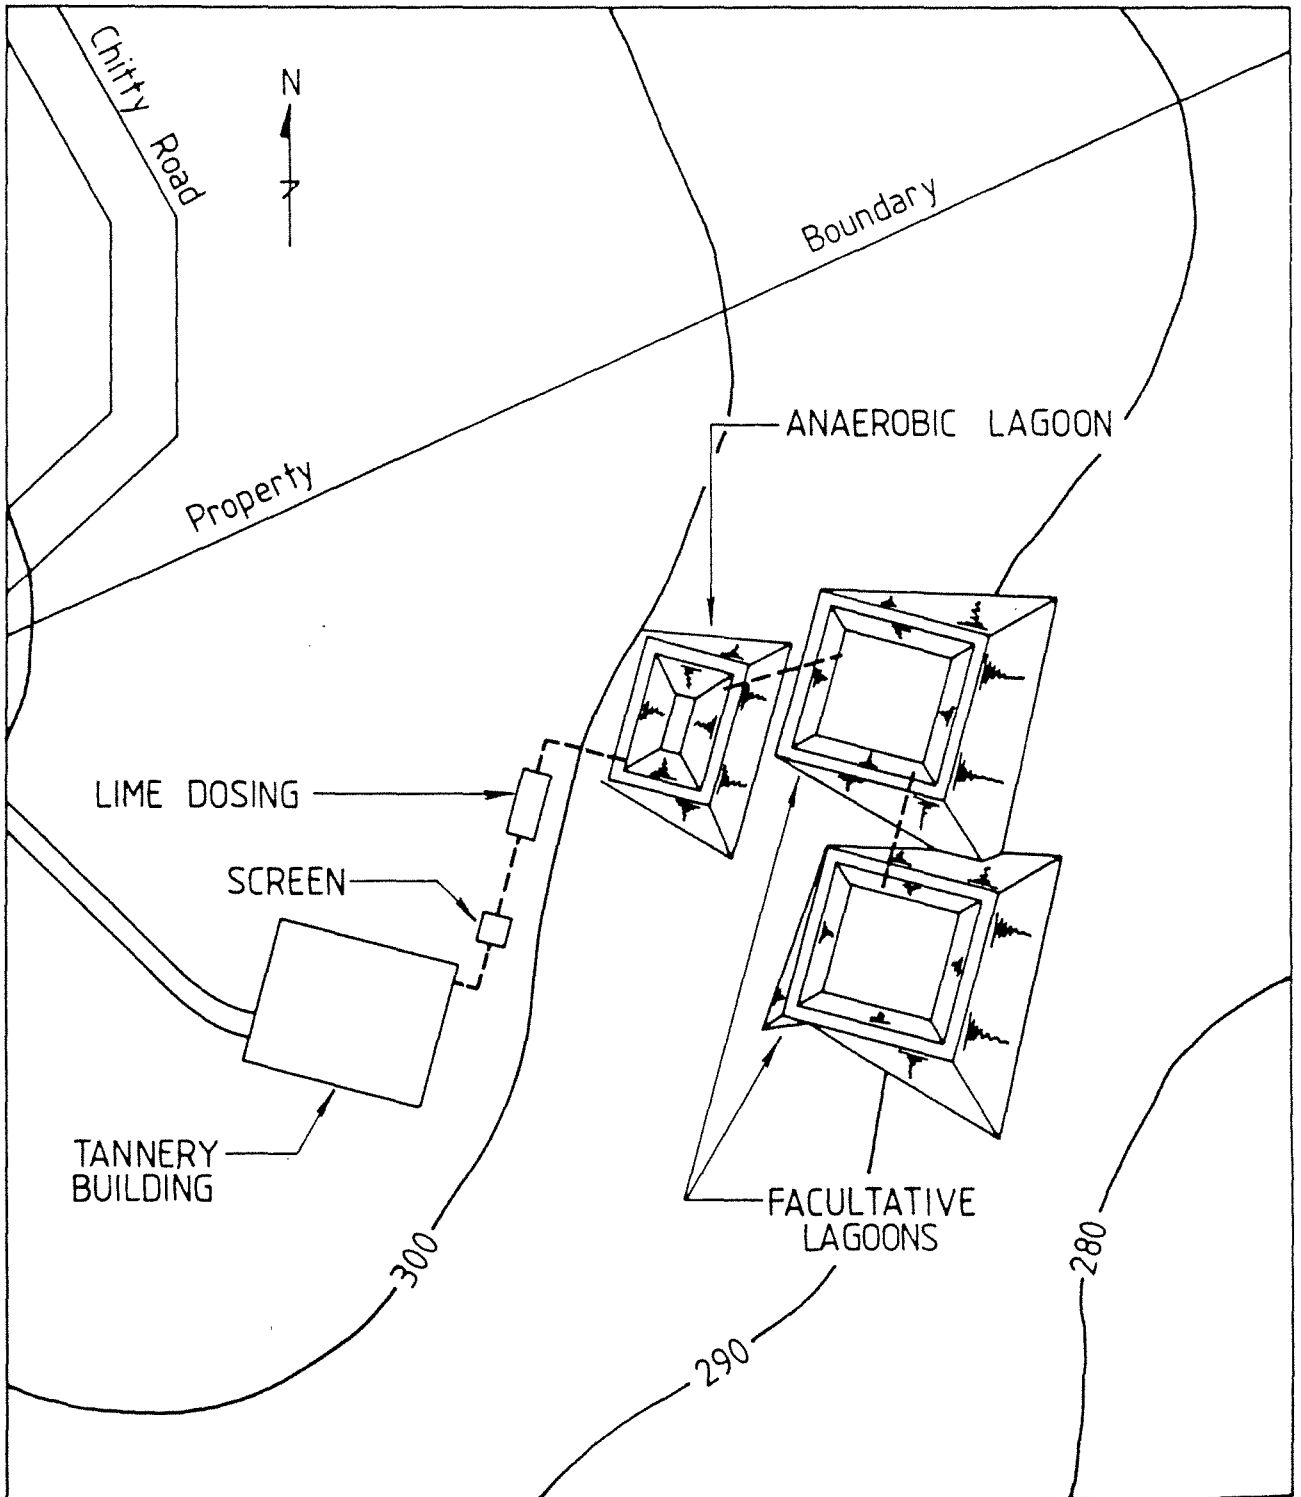 Chitty Road
N
Boundary
ANAEROBIC LAGOON
Property
LIME DOSING
SCREEN
TANNERY
BUILDING
FACULTATIVE
LAGOONS
300
280
290